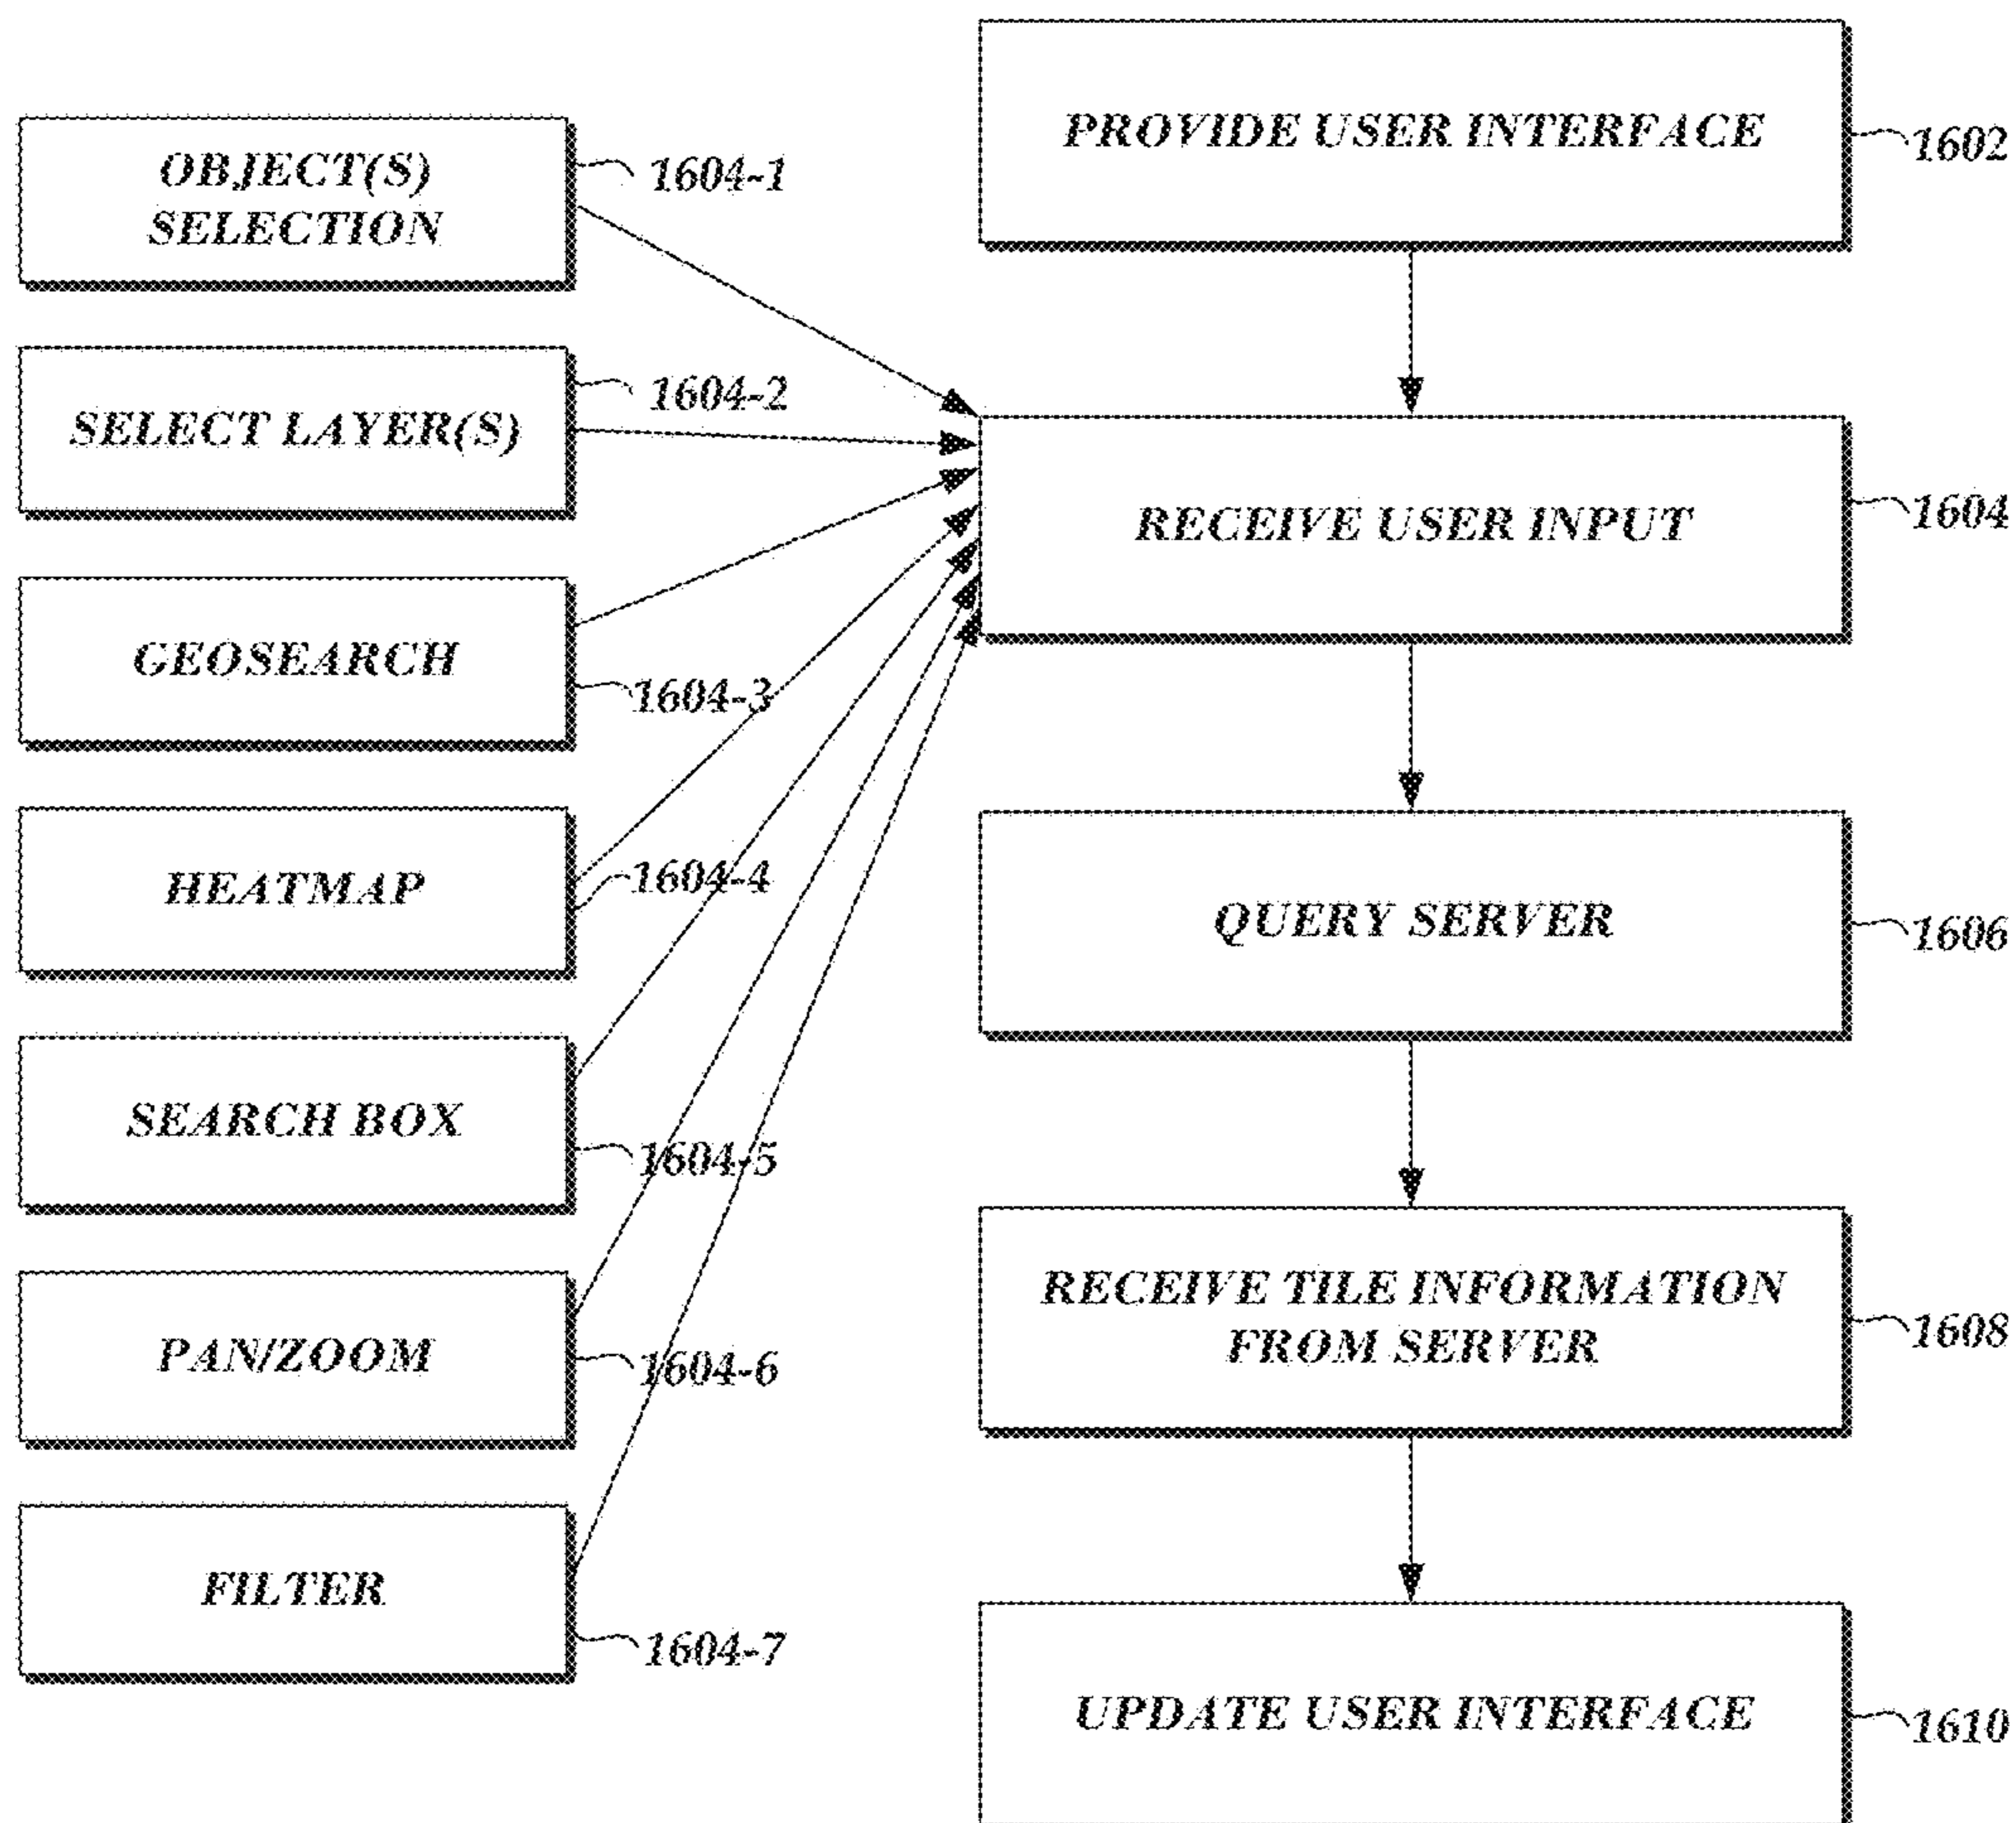 PROVIDE USER INTERFACE
1602
OBJECT(S)
SELECTION
1604-1
SELECT LAYER(S)
1604-2
RECEIVE USER INPUT
1604
GEOSEARCH
1604-3
HEATMAP
1604-4
QUERY SERVER
1606
SEARCH BOX
1604-5
RECEIVE TILE INFORMATION
FROM SERVER
1608
PAN/ZOOM
1604-6
FILTER
1604-7
UPDATE USER INTERFACE
1610